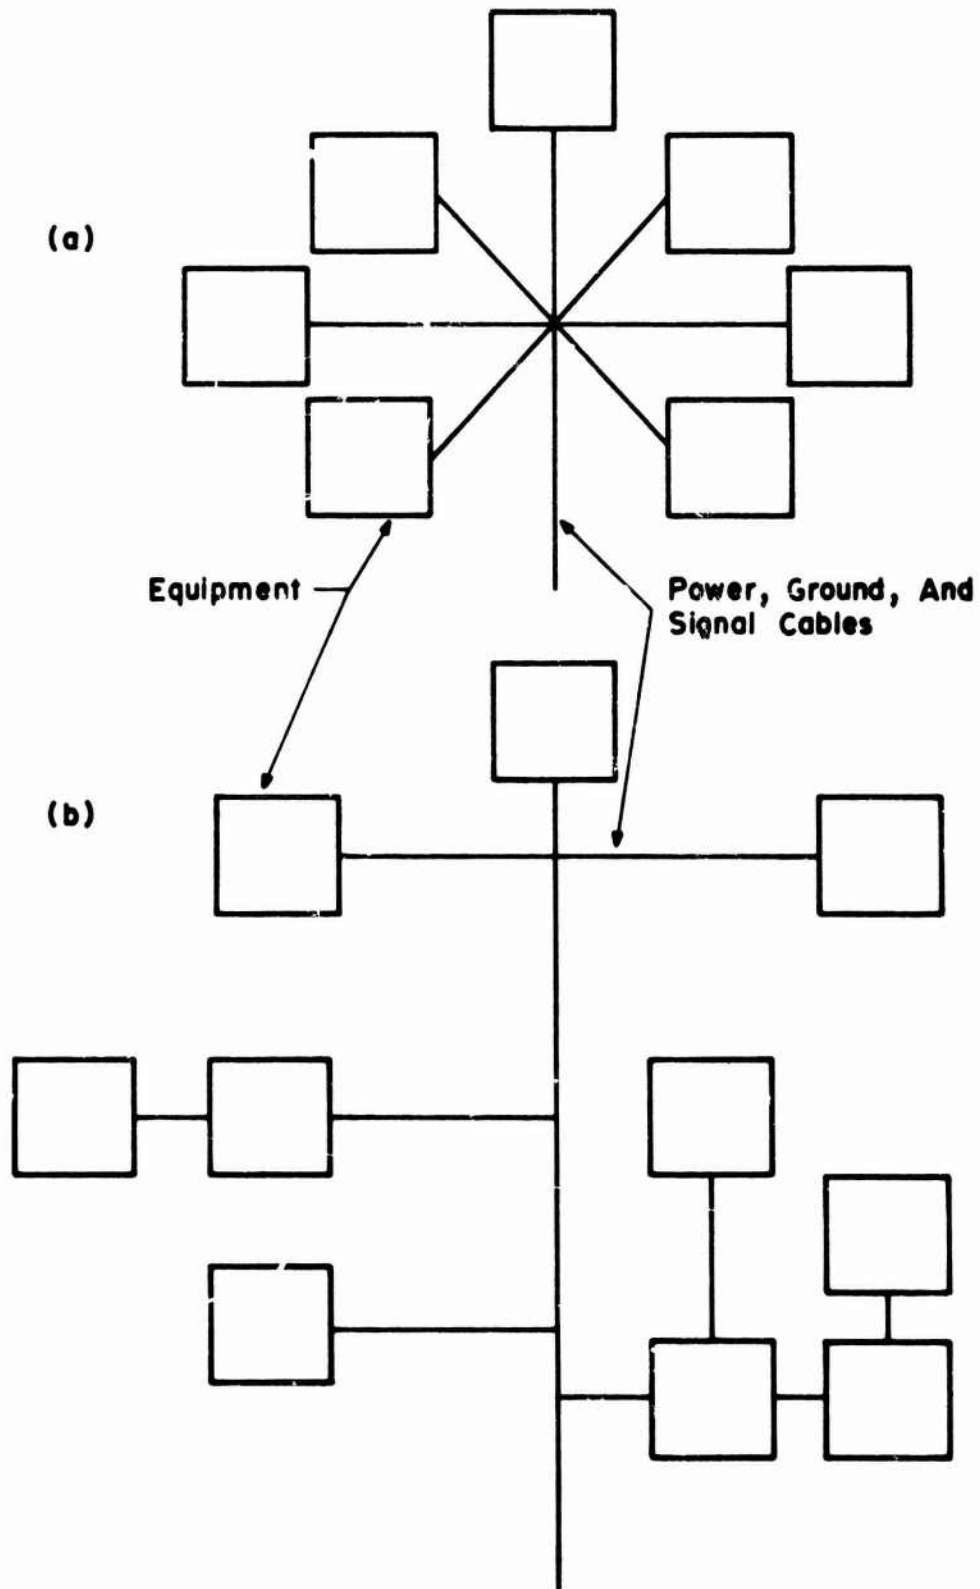 (a)
Equipment
Power, Ground, And
Signal Cables
(b)